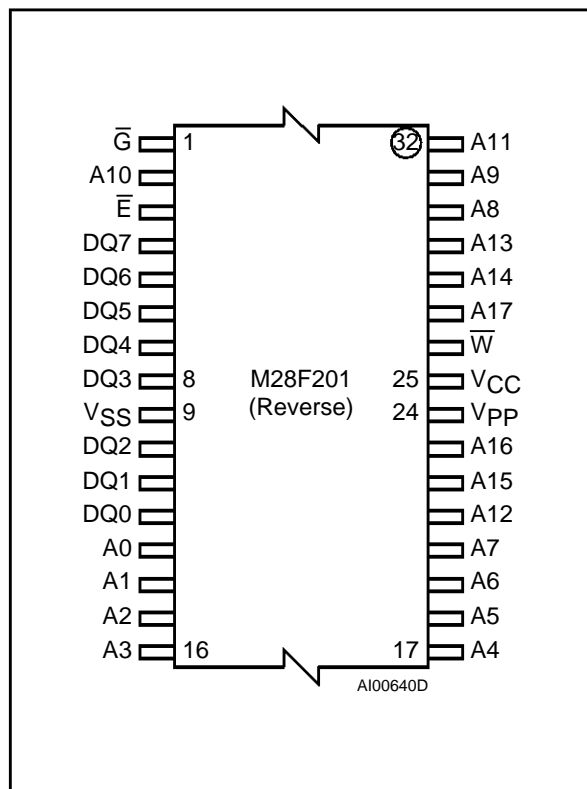 G̅ 1 32 A11
A10 A9
E̅ A8
DQ7 A13
DQ6 A14
DQ5 A17
DQ4 W̅
DQ3 8 M28F201 25 VCC
VSS 9 (Reverse) 24 VPP
DQ2 A16
DQ1 A15
DQ0 A12
A0 A7
A1 A6
A2 A5
A3 16 17 A4
AI00640D